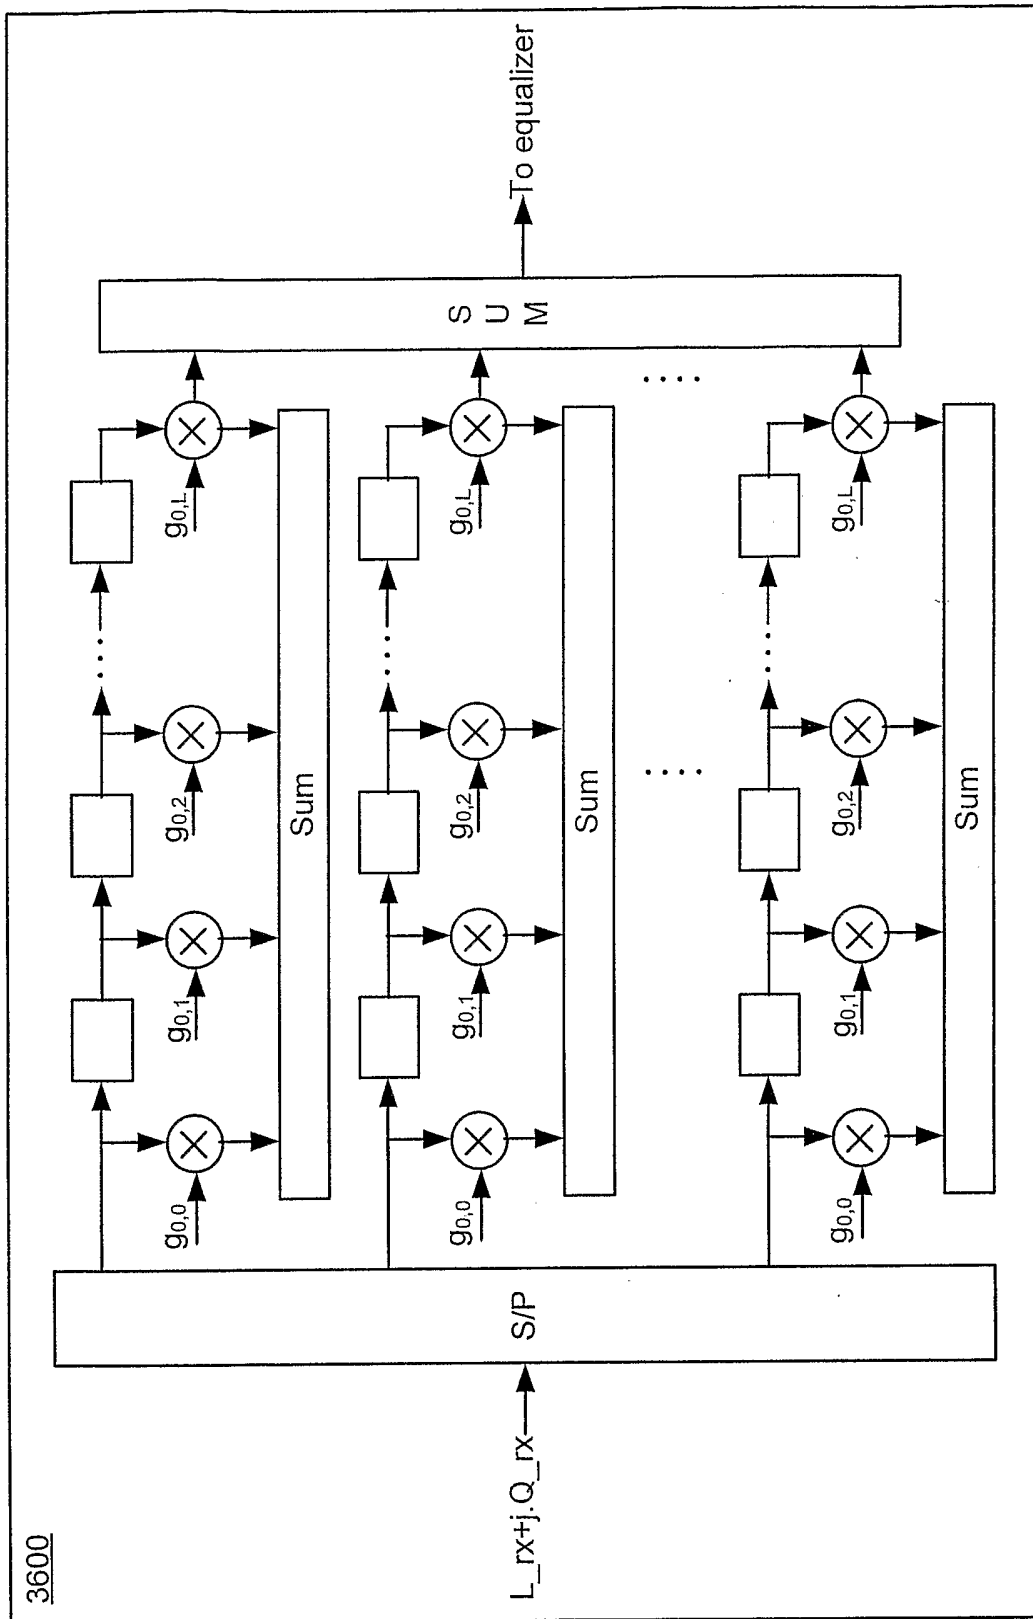 3600
L_rx+j.Q_rx
S/P
g0,0
g0,1
g0,2
....
g0,L
Sum
g0,0
g0,1
g0,2
....
g0,L
Sum
....
....
g0,0
g0,1
g0,2
....
g0,L
Sum
S
U
M
To equalizer